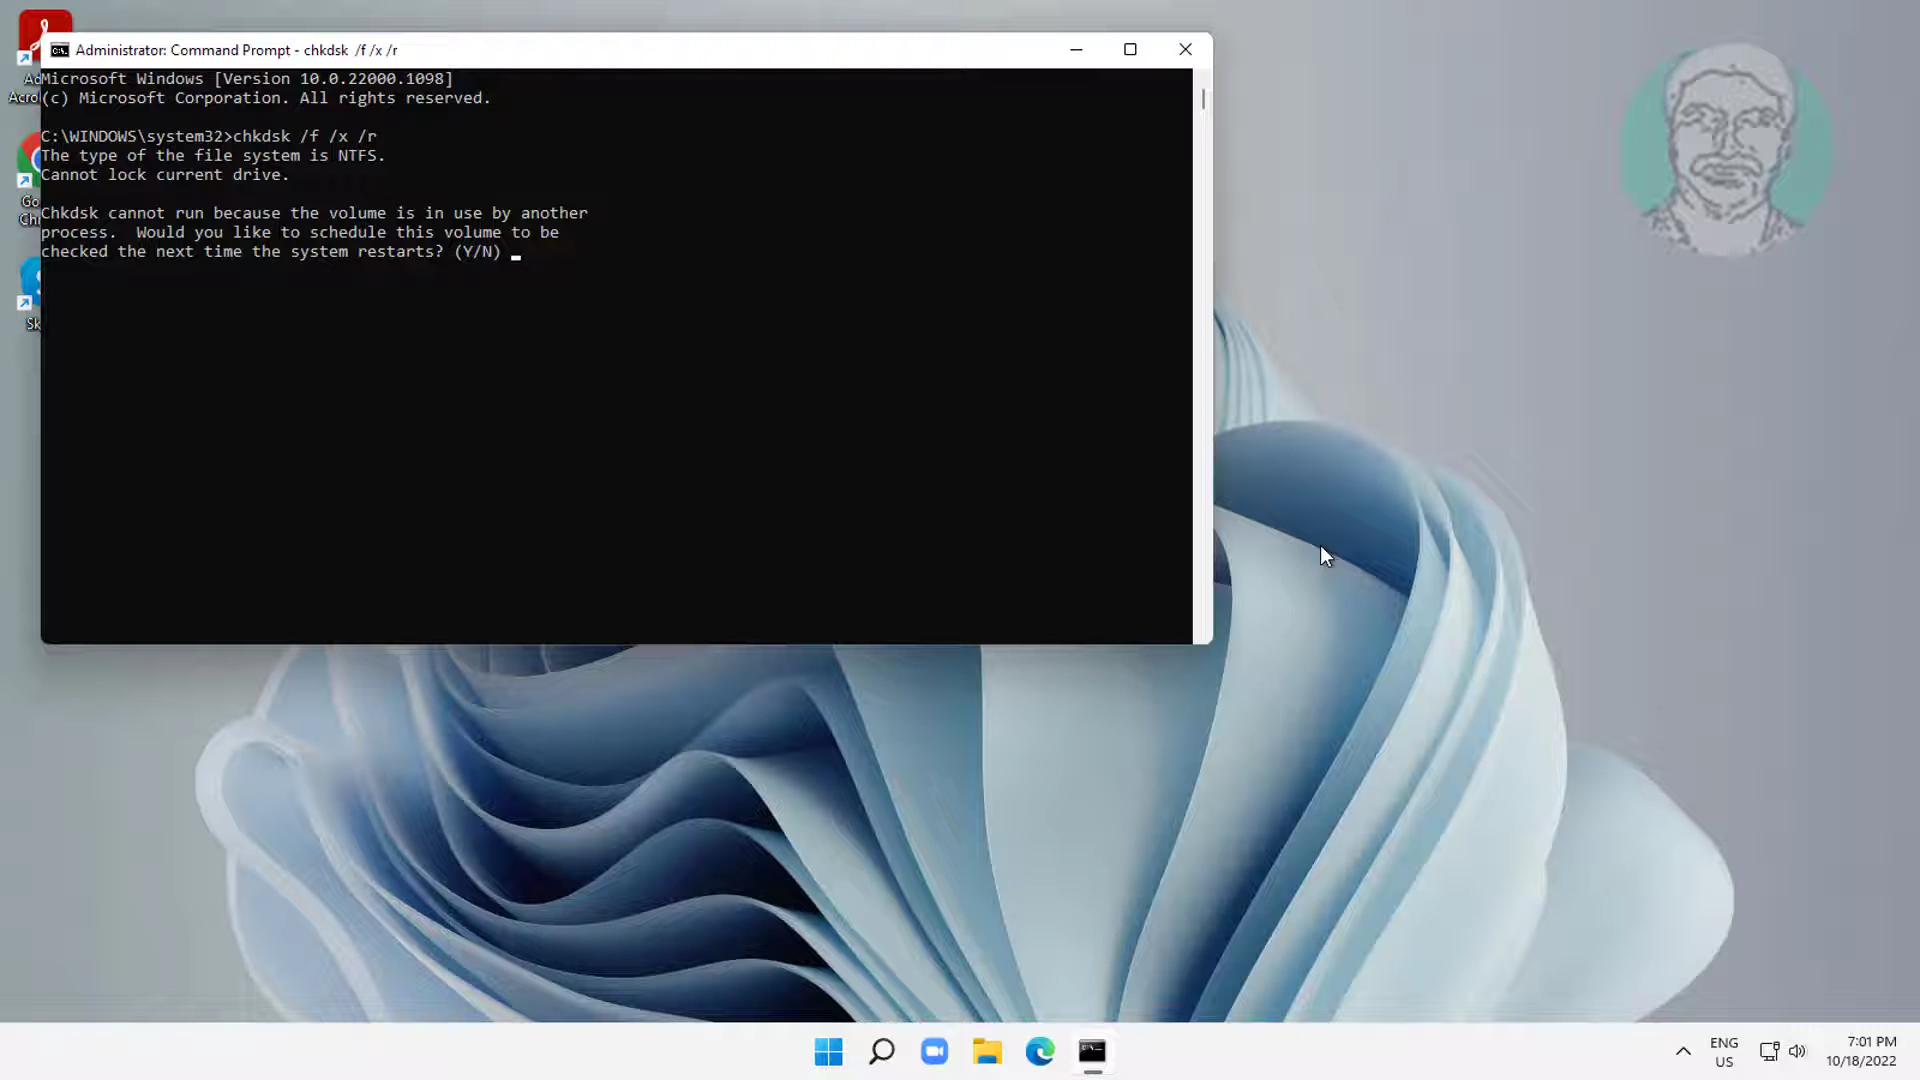 Administrator: Command Prompt - chkdsk /f /x /r
Microsoft Windows [Version 10.0.22000.1098]
(c) Microsoft Corporation. All rights reserved.
C:\WINDOWS\system32>chkdsk /f /x /r
The type of the file system is NTFS.
Cannot lock current drive.
Chkdsk cannot run because the volume is in use by another
process.  Would you like to schedule this volume to be
checked the next time the system restarts? (Y/N)
ENG
US
7:01 PM
10/18/2022